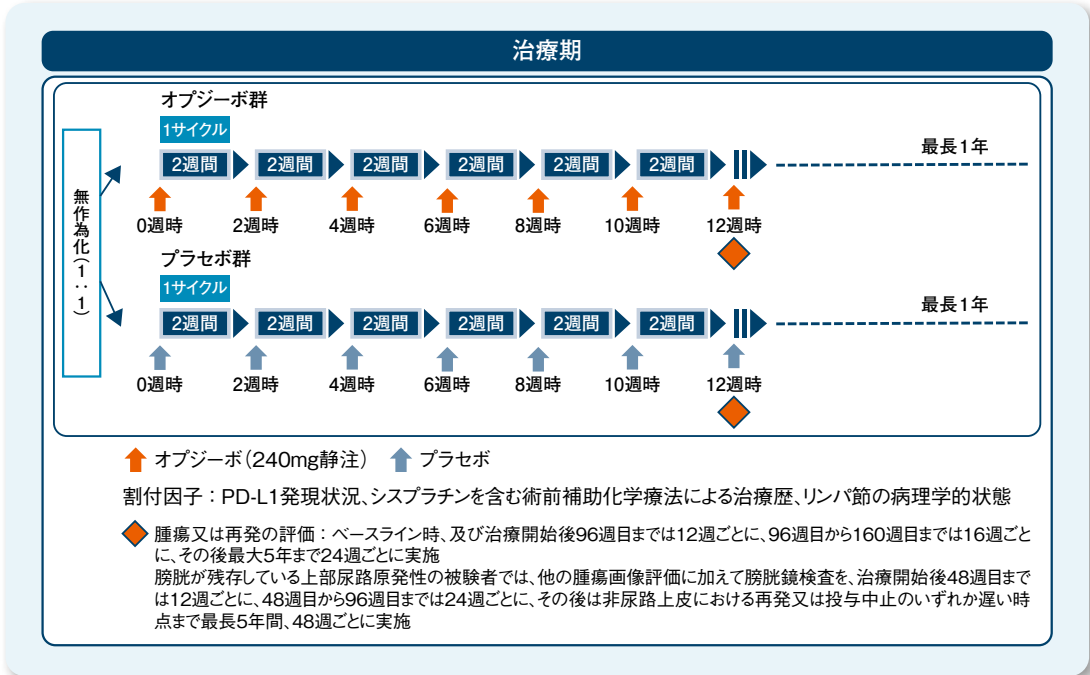 治療期
オプジーボ群
1サイクル
2週間 2週間 2週間 2週間 2週間 2週間
最長1年
0週時 2週時 4週時 6週時 8週時 10週時 12週時
無作為化(1:1)
プラセボ群
1サイクル
2週間 2週間 2週間 2週間 2週間 2週間
最長1年
0週時 2週時 4週時 6週時 8週時 10週時 12週時
オプジーボ(240mg静注) プラセボ
割付因子：PD-L1発現状況、シスプラチンを含む術前補助化学療法による治療歴、リンパ節の病理学的状態
腫瘍又は再発の評価：ベースライン時、及び治療開始後96週目までは12週ごとに、96週目から160週目までは16週ごと
に、その後最大5年まで24週ごとに実施
膀胱が残存している上部尿路原発性の被験者では、他の腫瘍画像評価に加えて膀胱鏡検査を、治療開始後48週目まで
は12週ごとに、48週目から96週目までは24週ごとに、その後は非尿路上皮における再発又は投与中止のいずれか遅い時
点まで最長5年間、48週ごとに実施